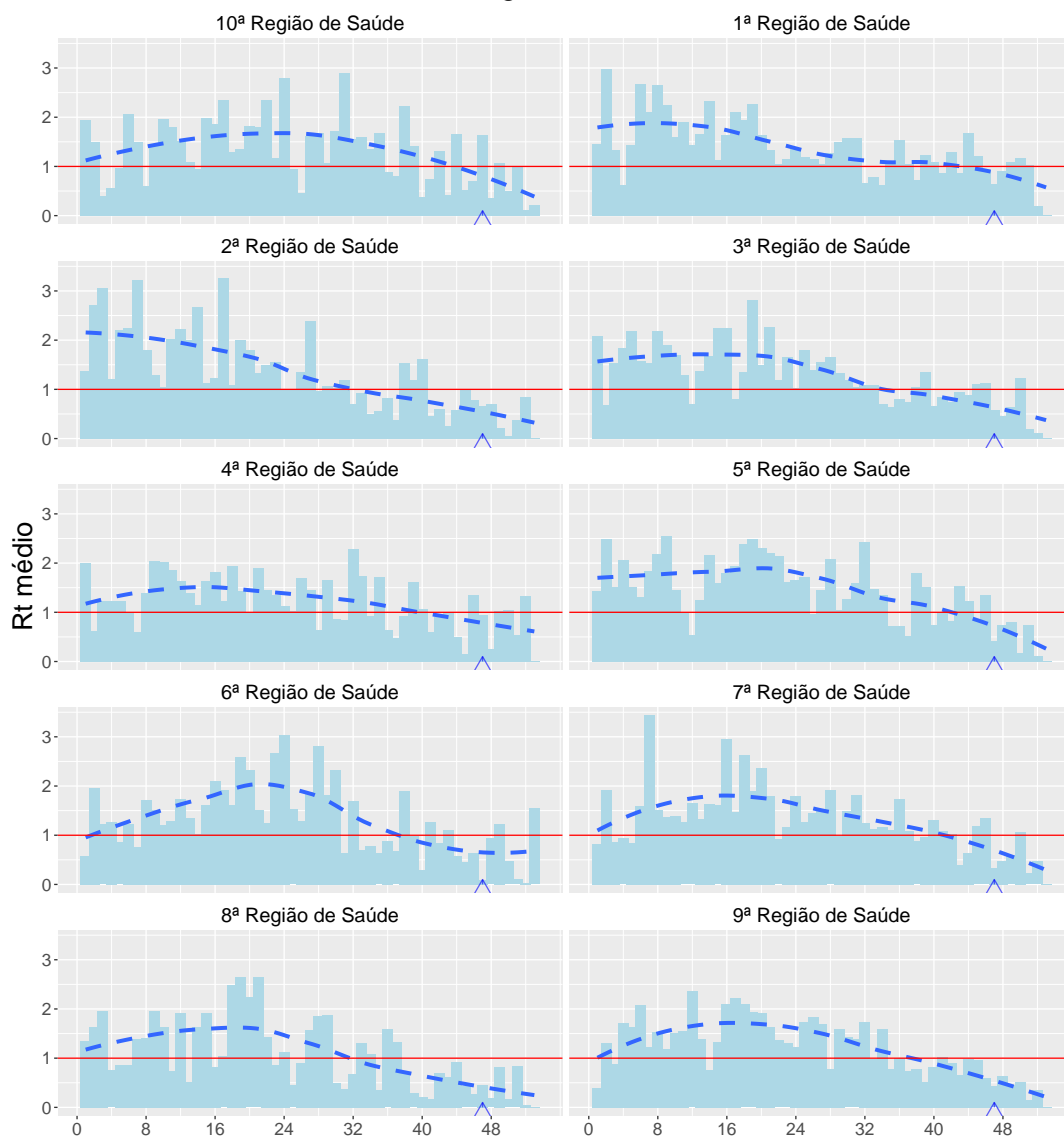 10ª Região de Saúde
1ª Região de Saúde
3
2
1
0
2ª Região de Saúde
3ª Região de Saúde
3
2
1
0
4ª Região de Saúde
5ª Região de Saúde
3
2
1
0
Rt médio
6ª Região de Saúde
7ª Região de Saúde
3
2
1
0
8ª Região de Saúde
9ª Região de Saúde
3
2
1
0
0 8 16 24 32 40 48 0 8 16 24 32 40 48